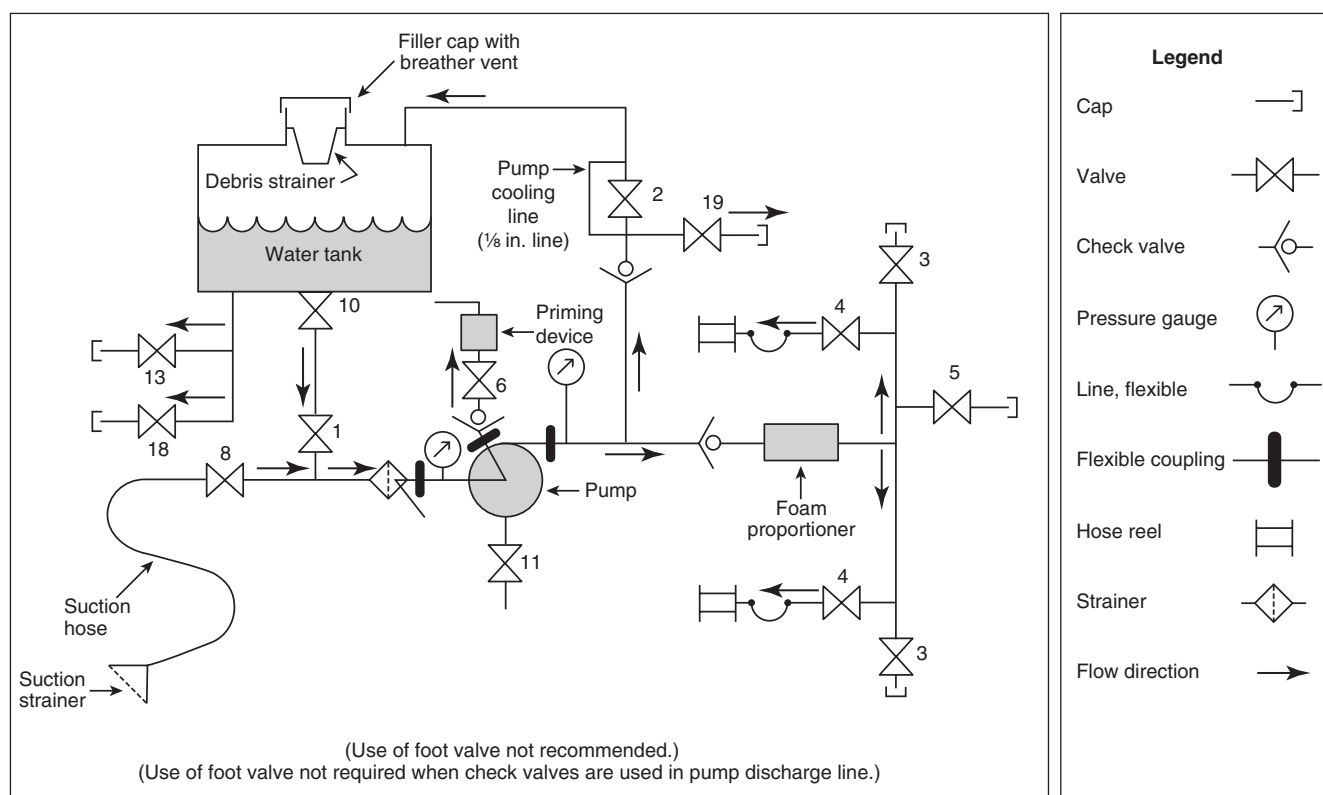 Filler cap with
breather vent
Debris strainer
Water tank
Pump
cooling
line
(⅛ in. line)
2
19
3
10
Priming
device
4
6
5
13
18
1
8
Pump
Foam
proportioner
11
4
Suction
hose
3
Suction
strainer
(Use of foot valve not recommended.)
(Use of foot valve not required when check valves are used in pump discharge line.)
Legend
Cap
Valve
Check valve
Pressure gauge
Line, flexible
Flexible coupling
Hose reel
Strainer
Flow direction